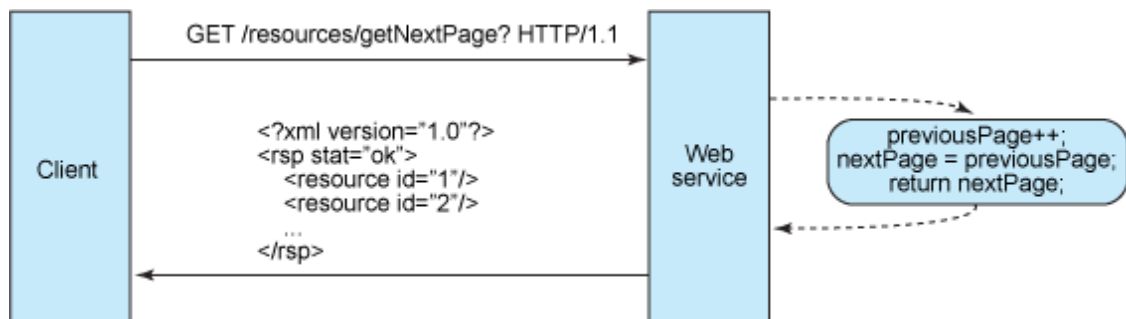 GET /resources/getNextPage? HTTP/1.1
Client
<?xml version="1.0"?>
<rsp stat="ok">
<resource id="1"/>
<resource id="2"/>
...
</rsp>
Web
service
previousPage++;
nextPage = previousPage;
return nextPage;